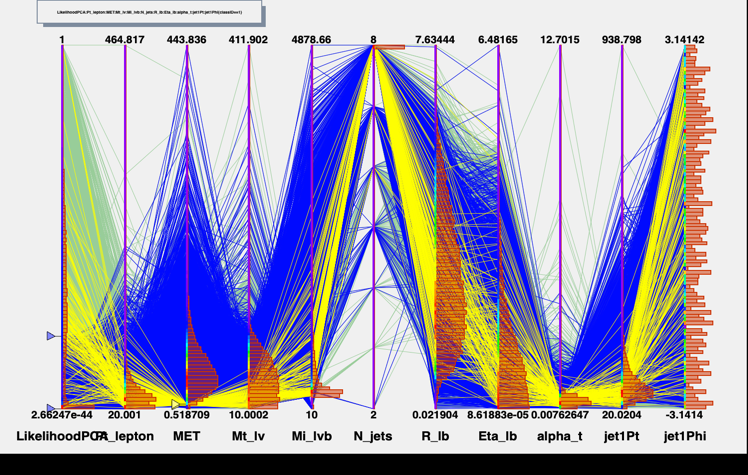 LikelihoodPCA:Pt_lepton:MET:Mt_lv:Mi_lvb:N_jets:R_lb:Eta_lb:alpha_t:jet1Pt:jet1Phi {classID==1}
1 464.817 443.836 411.902 4878.66 8 7.63444 6.48165 12.7015 938.798 3.14142
2.66247e-44 20.001 0.518709 10.0002 10 2 0.021904 8.61883e-05 0.00762647 20.0204 -3.1414
LikelihoodPCA Pt_lepton MET Mt_lv Mi_lvb N_jets R_lb Eta_lb alpha_t jet1Pt jet1Phi